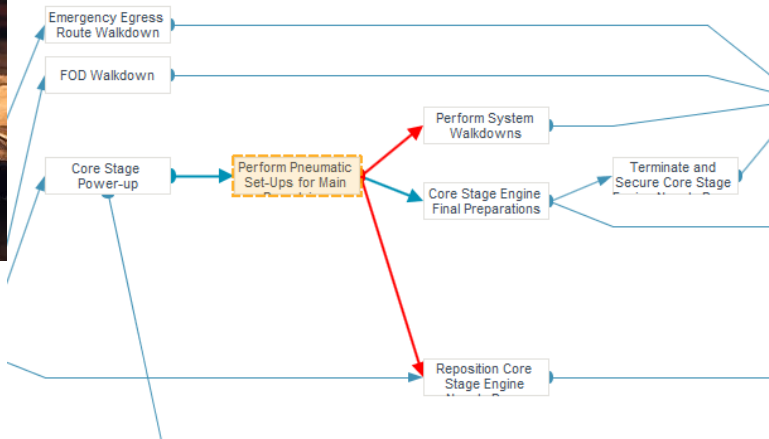 Emergency Egress
Route Walkdown
FOD Walkdown
Core Stage
Power-up
Perform Pneumatic
Set-Ups for Main
Perform System
Walkdowns
Core Stage Engine
Final Preparations
Terminate and
Secure Core Stage
Reposition Core
Stage Engine